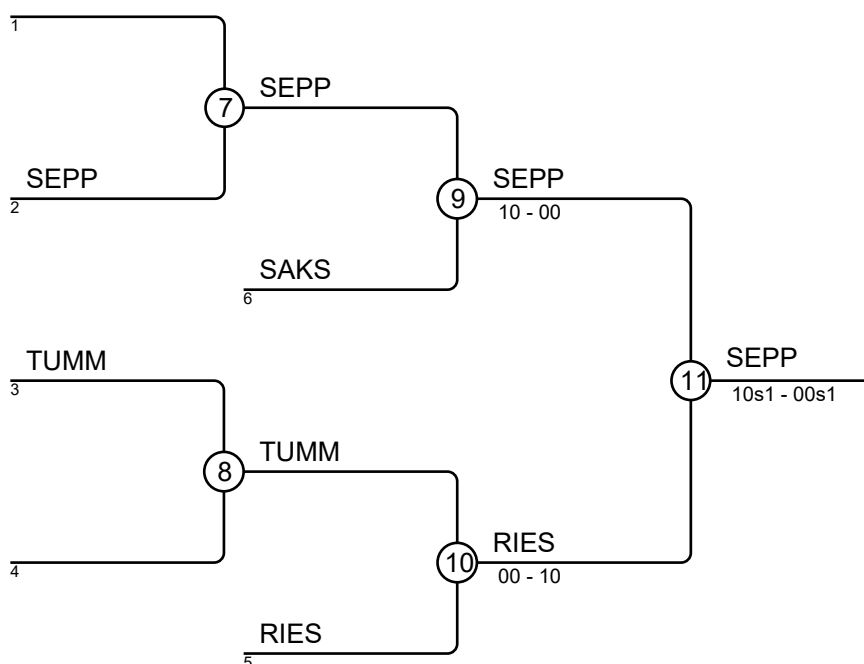 1
SEPP
7
SEPP
2
SEPP
9
10 - 00
SAKS
6
TUMM
3
SEPP
11
10s1 - 00s1
TUMM
8
RIES
10
00 - 10
4
RIES
5